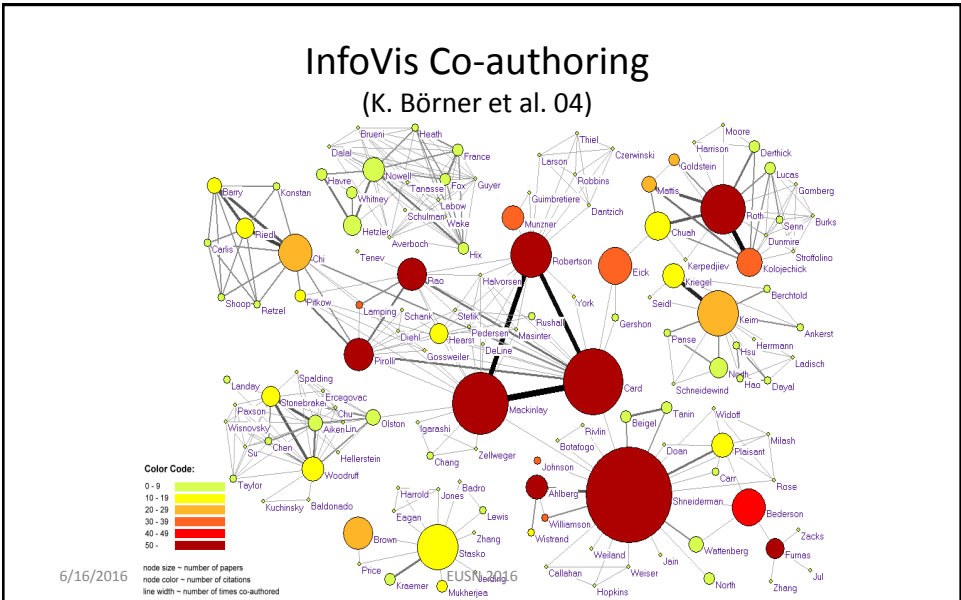 InfoVis Co-authoring
(K. Börner et al. 04)
Brueni
Heath
Dalal
France
Nowell
Havre
Tanasse
Fox
Guyer
Whitney
Labow
Schulman
Wake
Hetzler
Averboch
Hix
Tenev
Barry
Konstan
Riedl
Carlis
Chi
Shoop
Retzel
Pitkow
Thiel
Larson
Czerwinski
Robbins
Guimbretiere
Munzner
Dantzich
Robertson
Rao
Halvorsen
York
Lamping
Schank
Stefik
Rushall
Pedersen
Masinter
Diehl
Hearst
DeLine
Gossweiler
Pirolli
Eick
Gershon
Card
Mackinlay
Igarashi
Zellweger
Chang
Moore
Harrison
Derthick
Goldstein
Lucas
Mattis
Gomberg
Roth
Burks
Senn
Chuah
Dunmire
Stroffolino
Kolojechick
Kerpedjiev
Kriegel
Berchtold
Seidl
Keim
Ankerst
Panse
Herrmann
Hsu
Ladisch
North
Schneidewind
Hao
Dayal
Spalding
Landay
Ercegovac
Stonebraker
Paxson
Chu
Olston
Wisnovsky
Aiken
Lin
Chen
Su
Hellerstein
Woodruff
Taylor
Kuchinsky
Baldonado
Tanin
Beigel
Widoff
Rivlin
Botafogo
Doan
Plaisant
Milash
Johnson
Carr
Rose
Ahlberg
Shneiderman
Bederson
Williamson
Wistrand
Zacks
Wattenberg
Furnas
Jul
Weiland
Jain
Zhang
Callahan
Weiser
North
Hopkins
Badro
Harrold
Jones
Eagan
Lewis
Brown
Zhang
Stasko
Price
Kraemer
Mukherjea
Color Code:
0 - 9
10 - 19
20 - 29
30 - 39
40 - 49
50 -
node size ~ number of papers
node color ~ number of citations
line width ~ number of times co-authored
6/16/2016
EUSN 2016